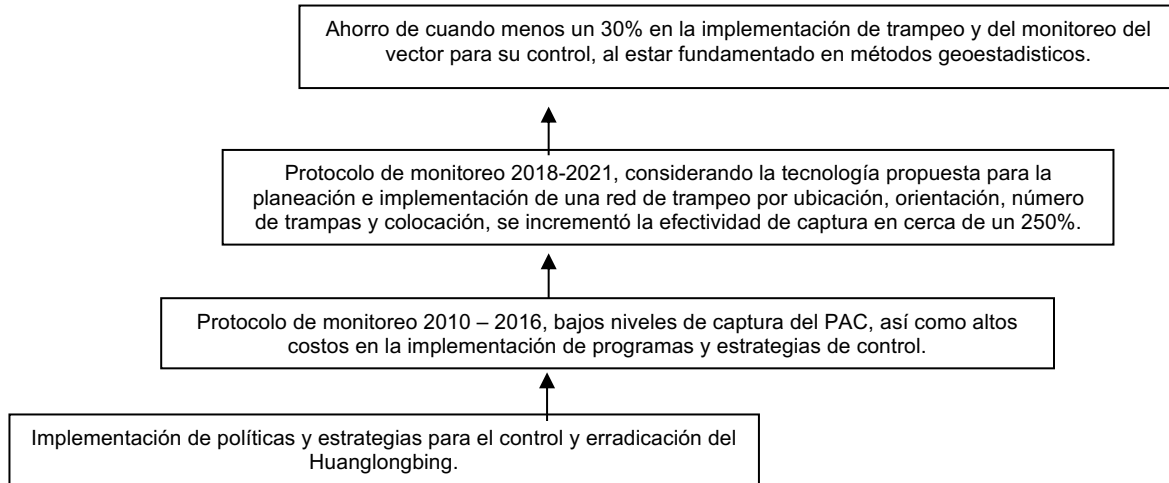 Ahorro de cuando menos un 30% en la implementación de trampeo y del monitoreo del
vector para su control, al estar fundamentado en métodos geoestadisticos.
Protocolo de monitoreo 2018-2021, considerando la tecnología propuesta para la
planeación e implementación de una red de trampeo por ubicación, orientación, número
de trampas y colocación, se incrementó la efectividad de captura en cerca de un 250%.
Protocolo de monitoreo 2010 – 2016, bajos niveles de captura del PAC, así como altos
costos en la implementación de programas y estrategias de control.
Implementación de políticas y estrategias para el control y erradicación del
Huanglongbing.